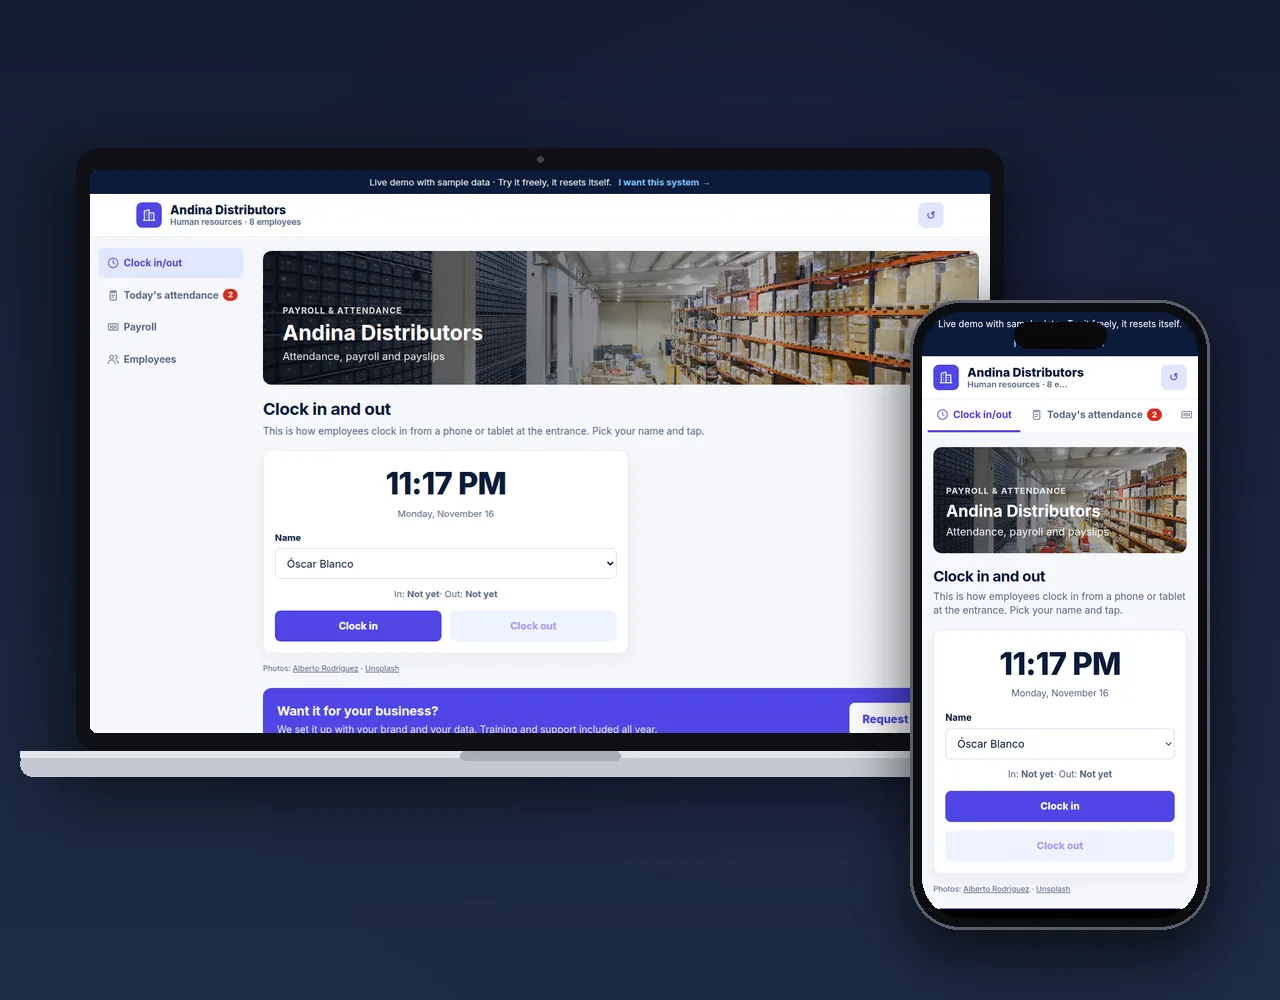 Live demo with sample data · Try it freely, it resets itself. I want this system →
Andina Distributors
Human resources · 8 employees
Clock in/out
Today's attendance 2
Payroll
Employees
PAYROLL & ATTENDANCE
Andina Distributors
Attendance, payroll and payslips
Clock in and out
This is how employees clock in from a phone or tablet at the entrance. Pick your name and tap.
11:17 PM
Monday, November 16
Name
Óscar Blanco
In: Not yet· Out: Not yet
Clock in Clock out
Photos: Alberto Rodríguez · Unsplash
Want it for your business?
We set it up with your brand and your data. Training and support included all year.
Request
Live demo with it resets itself.
Andina Distributors
Human resources · 8 e...
Clock in/out Today's attendance 2
PAYROLL & ATTENDANCE
Andina Distributors
Attendance, payroll and payslips
Clock in and out
This is how employees clock in from a phone or tablet
at the entrance. Pick your name and tap.
11:17 PM
Monday, November 16
Name
Óscar Blanco
In: Not yet· Out: Not yet
Clock in
Clock out
Photos: Alberto Rodríguez · Unsplash